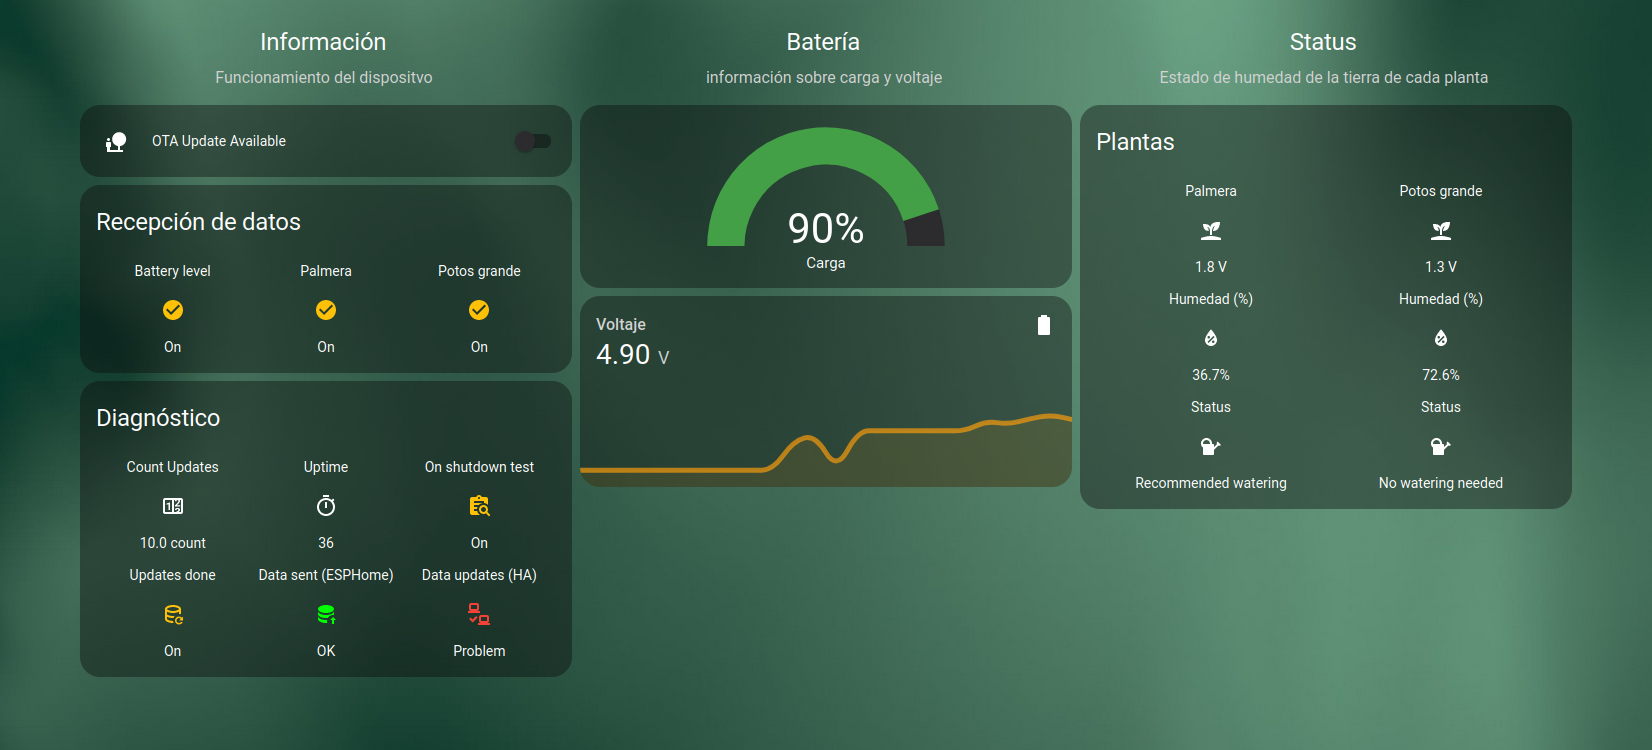 Información
Funcionamiento del dispositvo
OTA Update Available
Recepción de datos
Battery level Palmera Potos grande
On On On
Diagnóstico
Count Updates Uptime On shutdown test
10.0 count 36 On
Updates done Data sent (ESPHome) Data updates (HA)
On OK Problem
Batería
información sobre carga y voltaje
90%
Carga
Voltaje
4.90 V
Status
Estado de humedad de la tierra de cada planta
Plantas
Palmera Potos grande
1.8 V 1.3 V
Humedad (%) Humedad (%)
36.7% 72.6%
Status Status
Recommended watering No watering needed